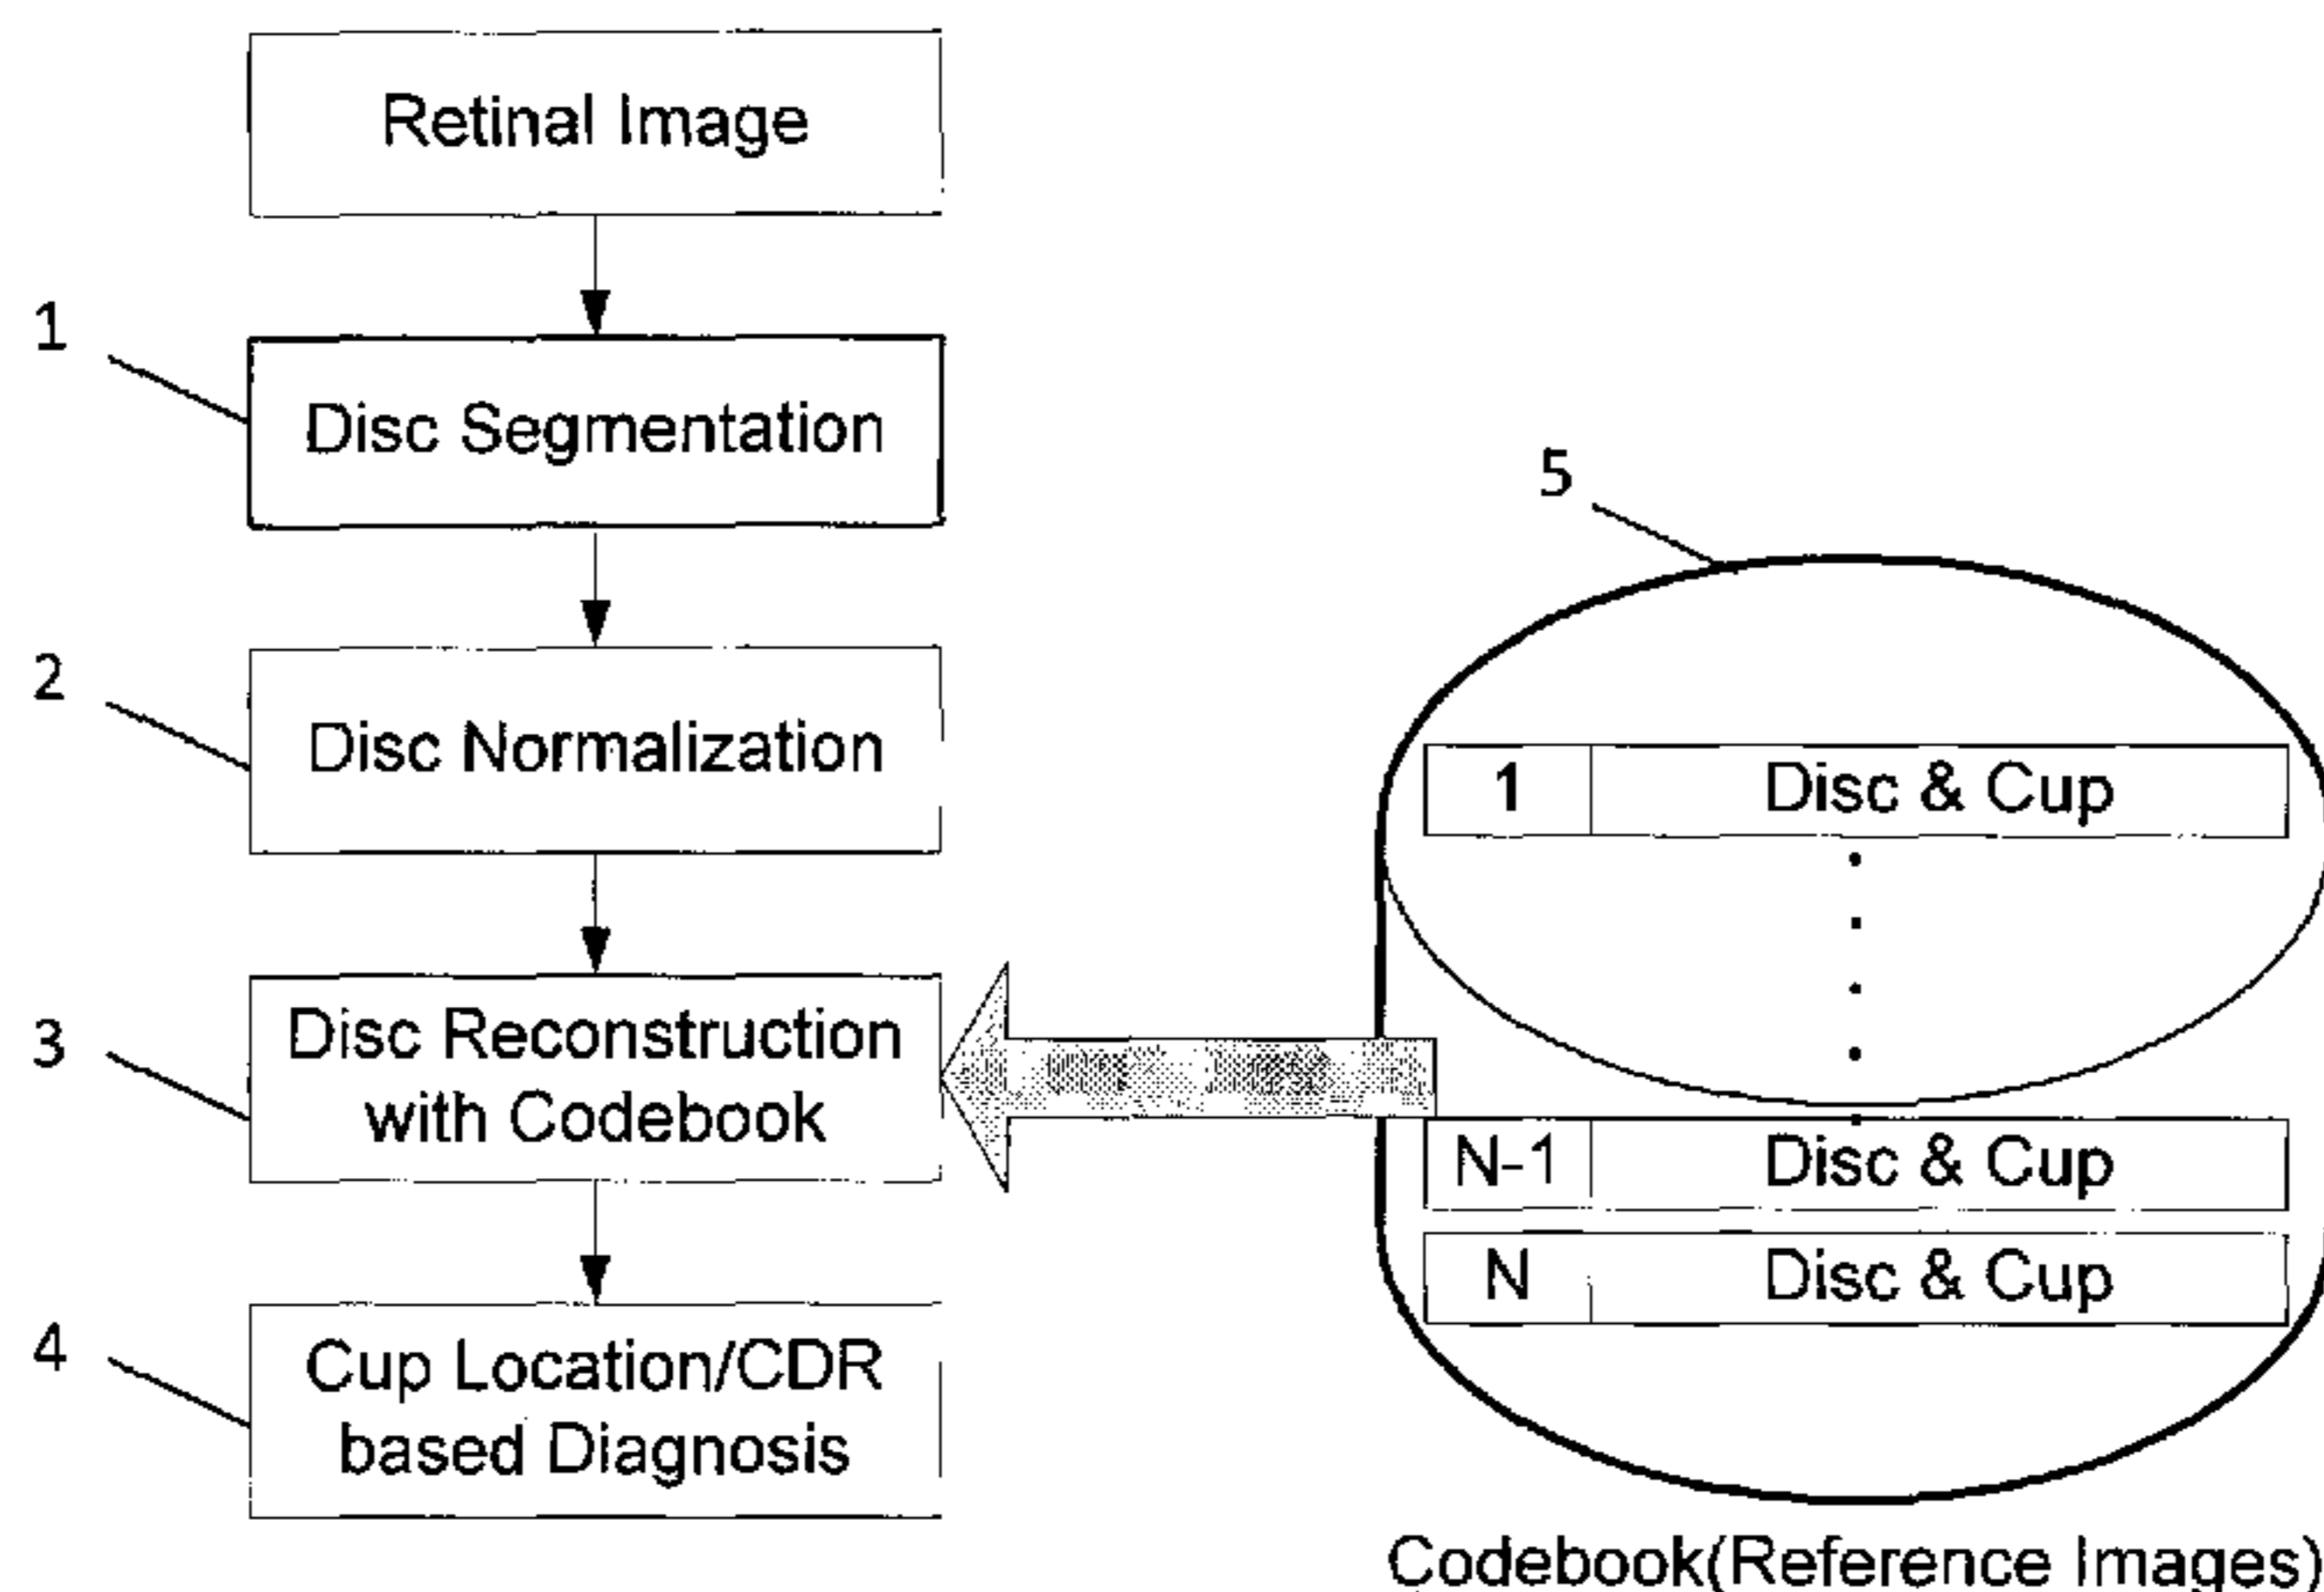 Retinal Image
1
Disc Segmentation
2
Disc Normalization
3
Disc Reconstruction
with Codebook
4
Cup Location/CDR
based Diagnosis
5
1 Disc & Cup
N-1 Disc & Cup
N Disc & Cup
Codebook(Reference Images)